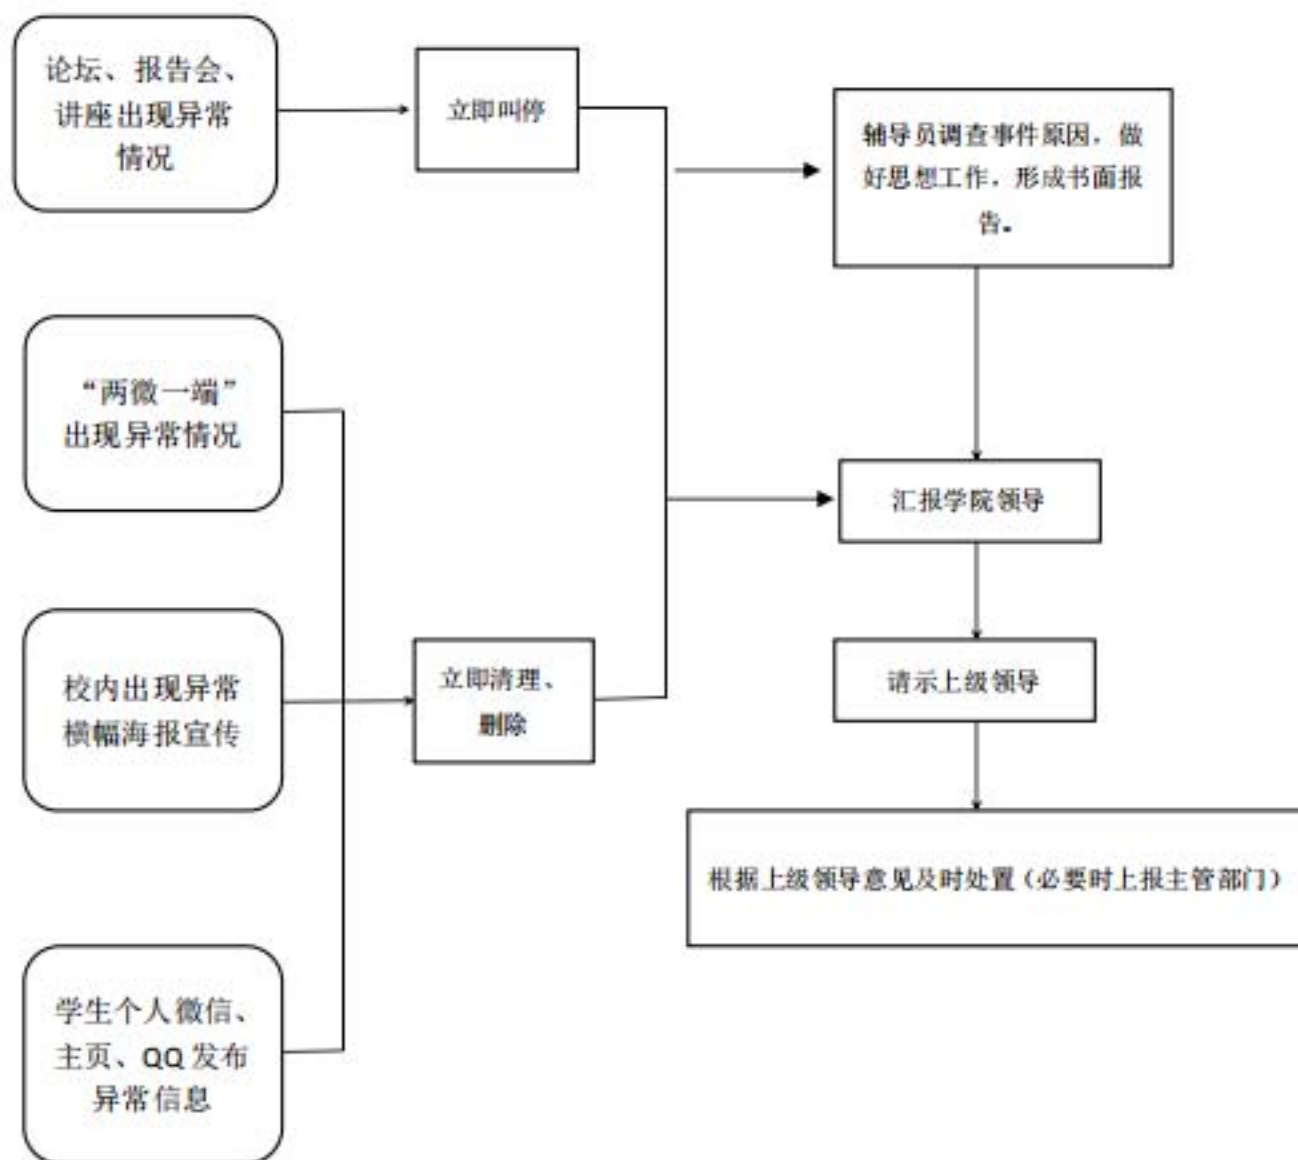 论坛、报告会、
讲座出现异常
情况
立即叫停
辅导员调查事件原因，做
好思想工作，形成书面报
告。
“两微一端”
出现异常情况
汇报学院领导
校内出现异常
横幅海报宣传
立即清理、
删除
请示上级领导
根据上级领导意见及时处置（必要时上报主管部门）
学生个人微信、
主页、QQ 发布
异常信息